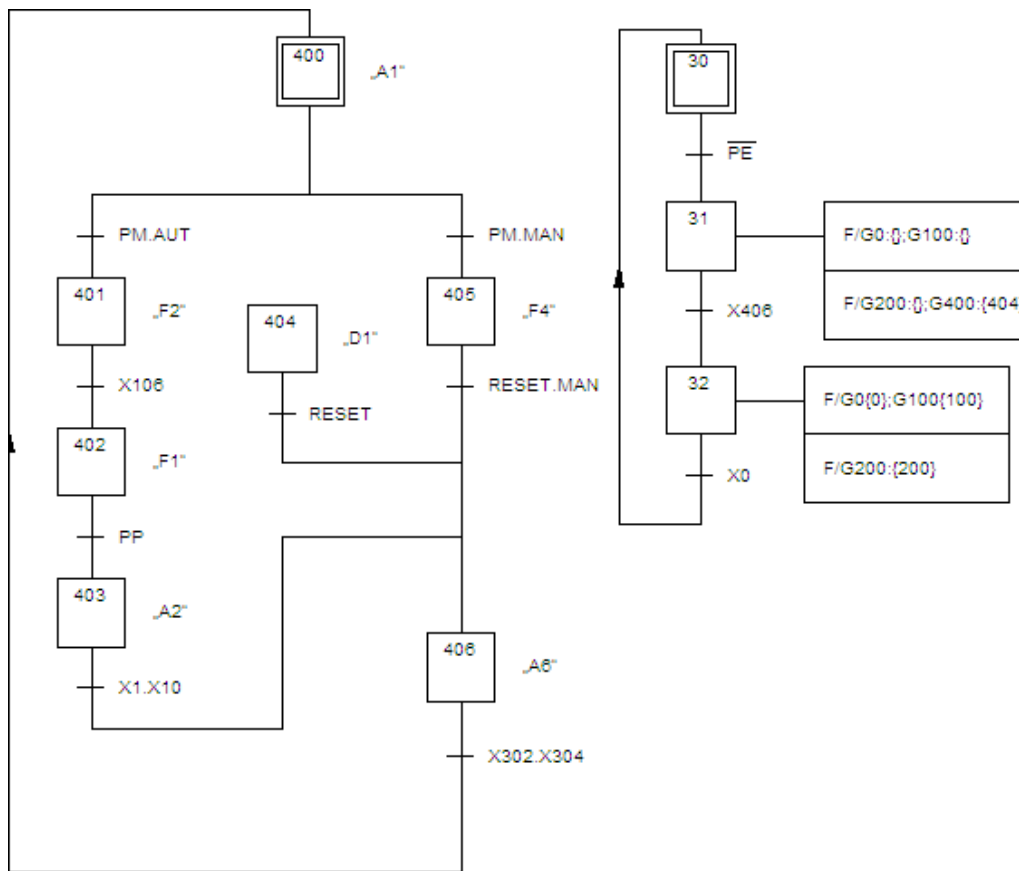 400
„A1"
PM.AUT
PM.MAN
401
„F2"
404
„D1"
405
„F4"
X106
RESET
RESET.MAN
402
„F1"
PP
403
„A2"
406
„A6"
X1.X10
X302.X304
30
PE
31
F/G0:{};G100:{}
F/G200:{};G400:{404
X406
32
F/G0{0};G100{100}
F/G200:{200}
X0